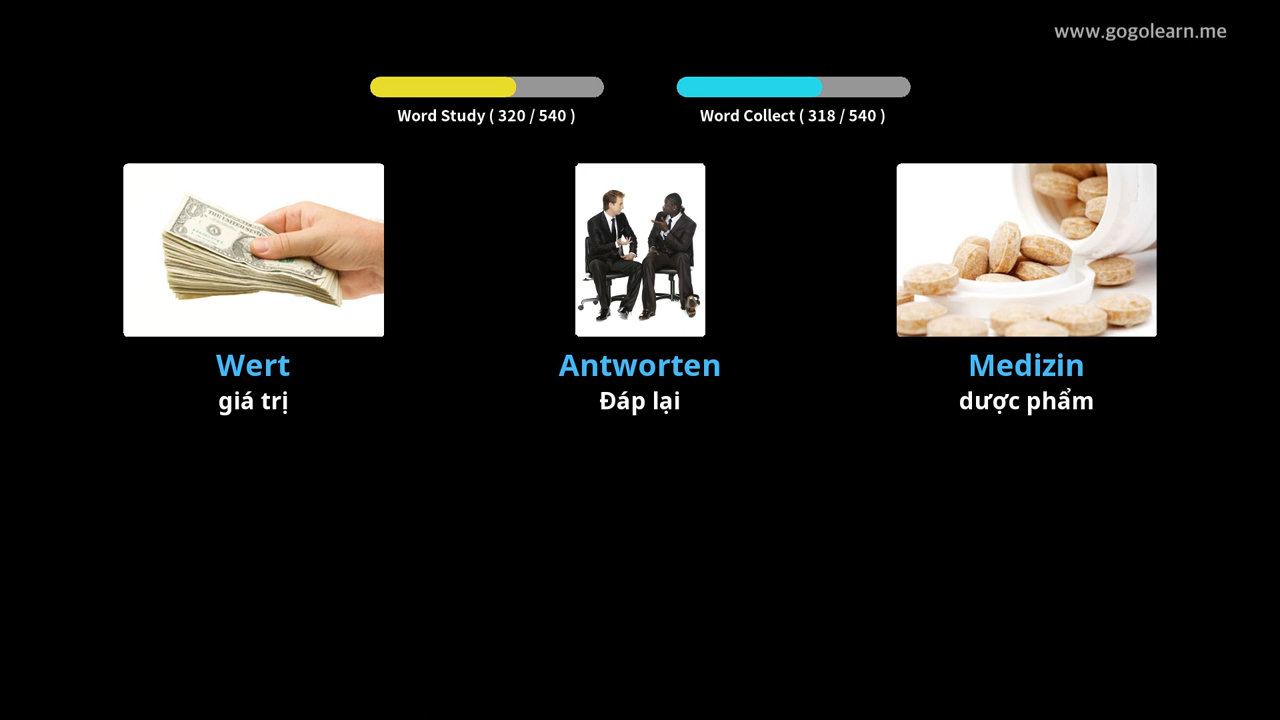 www.gogolearn.me
Word Study ( 320 / 540 )
Word Collect ( 318 / 540 )
Wert
Antworten
Medizin
giá trị
Đáp lại
dược phẩm